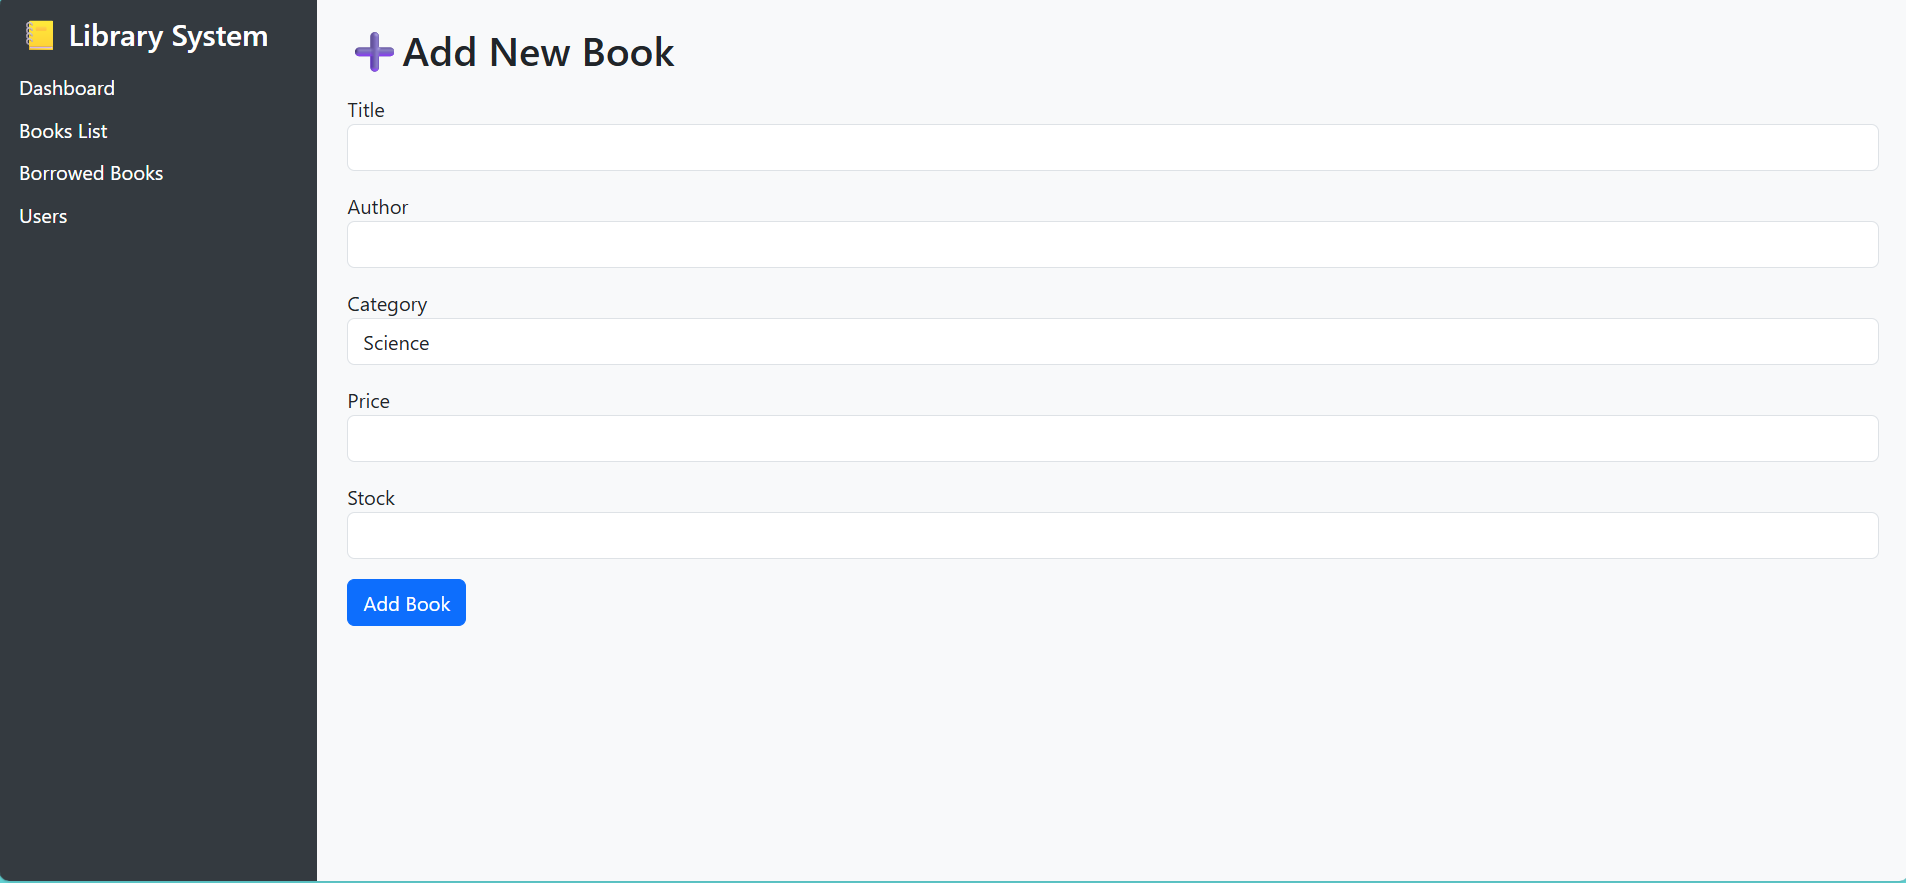 Library System
Dashboard
Books List
Borrowed Books
Users
Add New Book
Title
Author
Category
Science
Price
Stock
Add Book